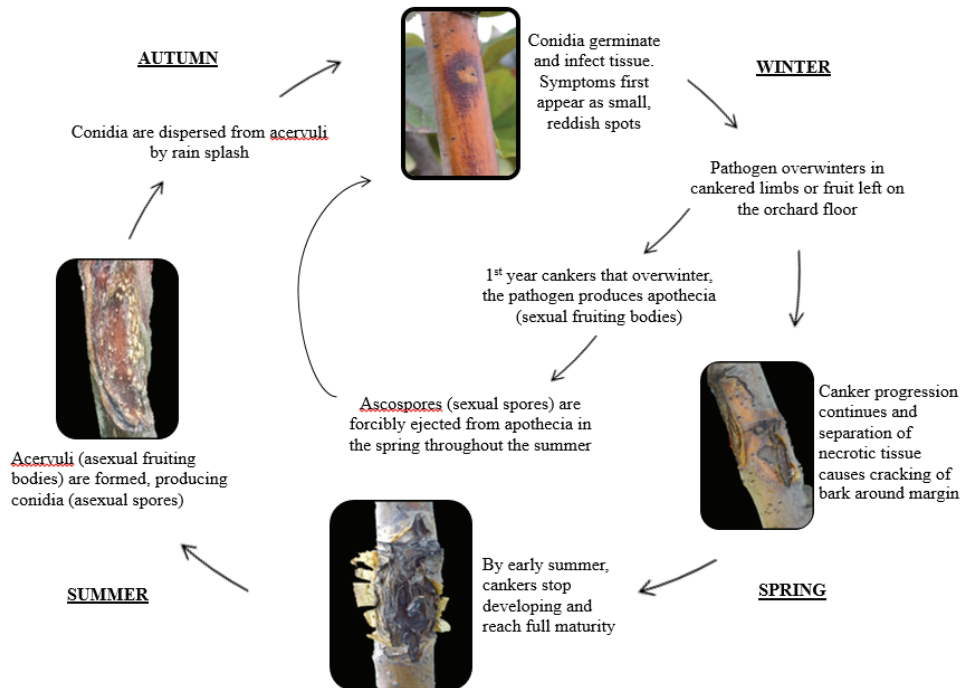 AUTUMN
Conidia germinate
and infect tissue.
Symptoms first
appear as small,
reddish spots
WINTER
Conidia are dispersed from acervuli
by rain splash
Pathogen overwinters in
cankered limbs or fruit left on
the orchard floor
1st year cankers that overwinter,
the pathogen produces apothecia
(sexual fruiting bodies)
Ascospores (sexual spores) are
forcibly ejected from apothecia in
the spring throughout the summer
Canker progression
continues and
separation of
necrotic tissue
causes cracking of
bark around margin
Acervuli (asexual fruiting
bodies) are formed, producing
conidia (asexual spores)
By early summer,
cankers stop
developing and
reach full maturity
SUMMER
SPRING